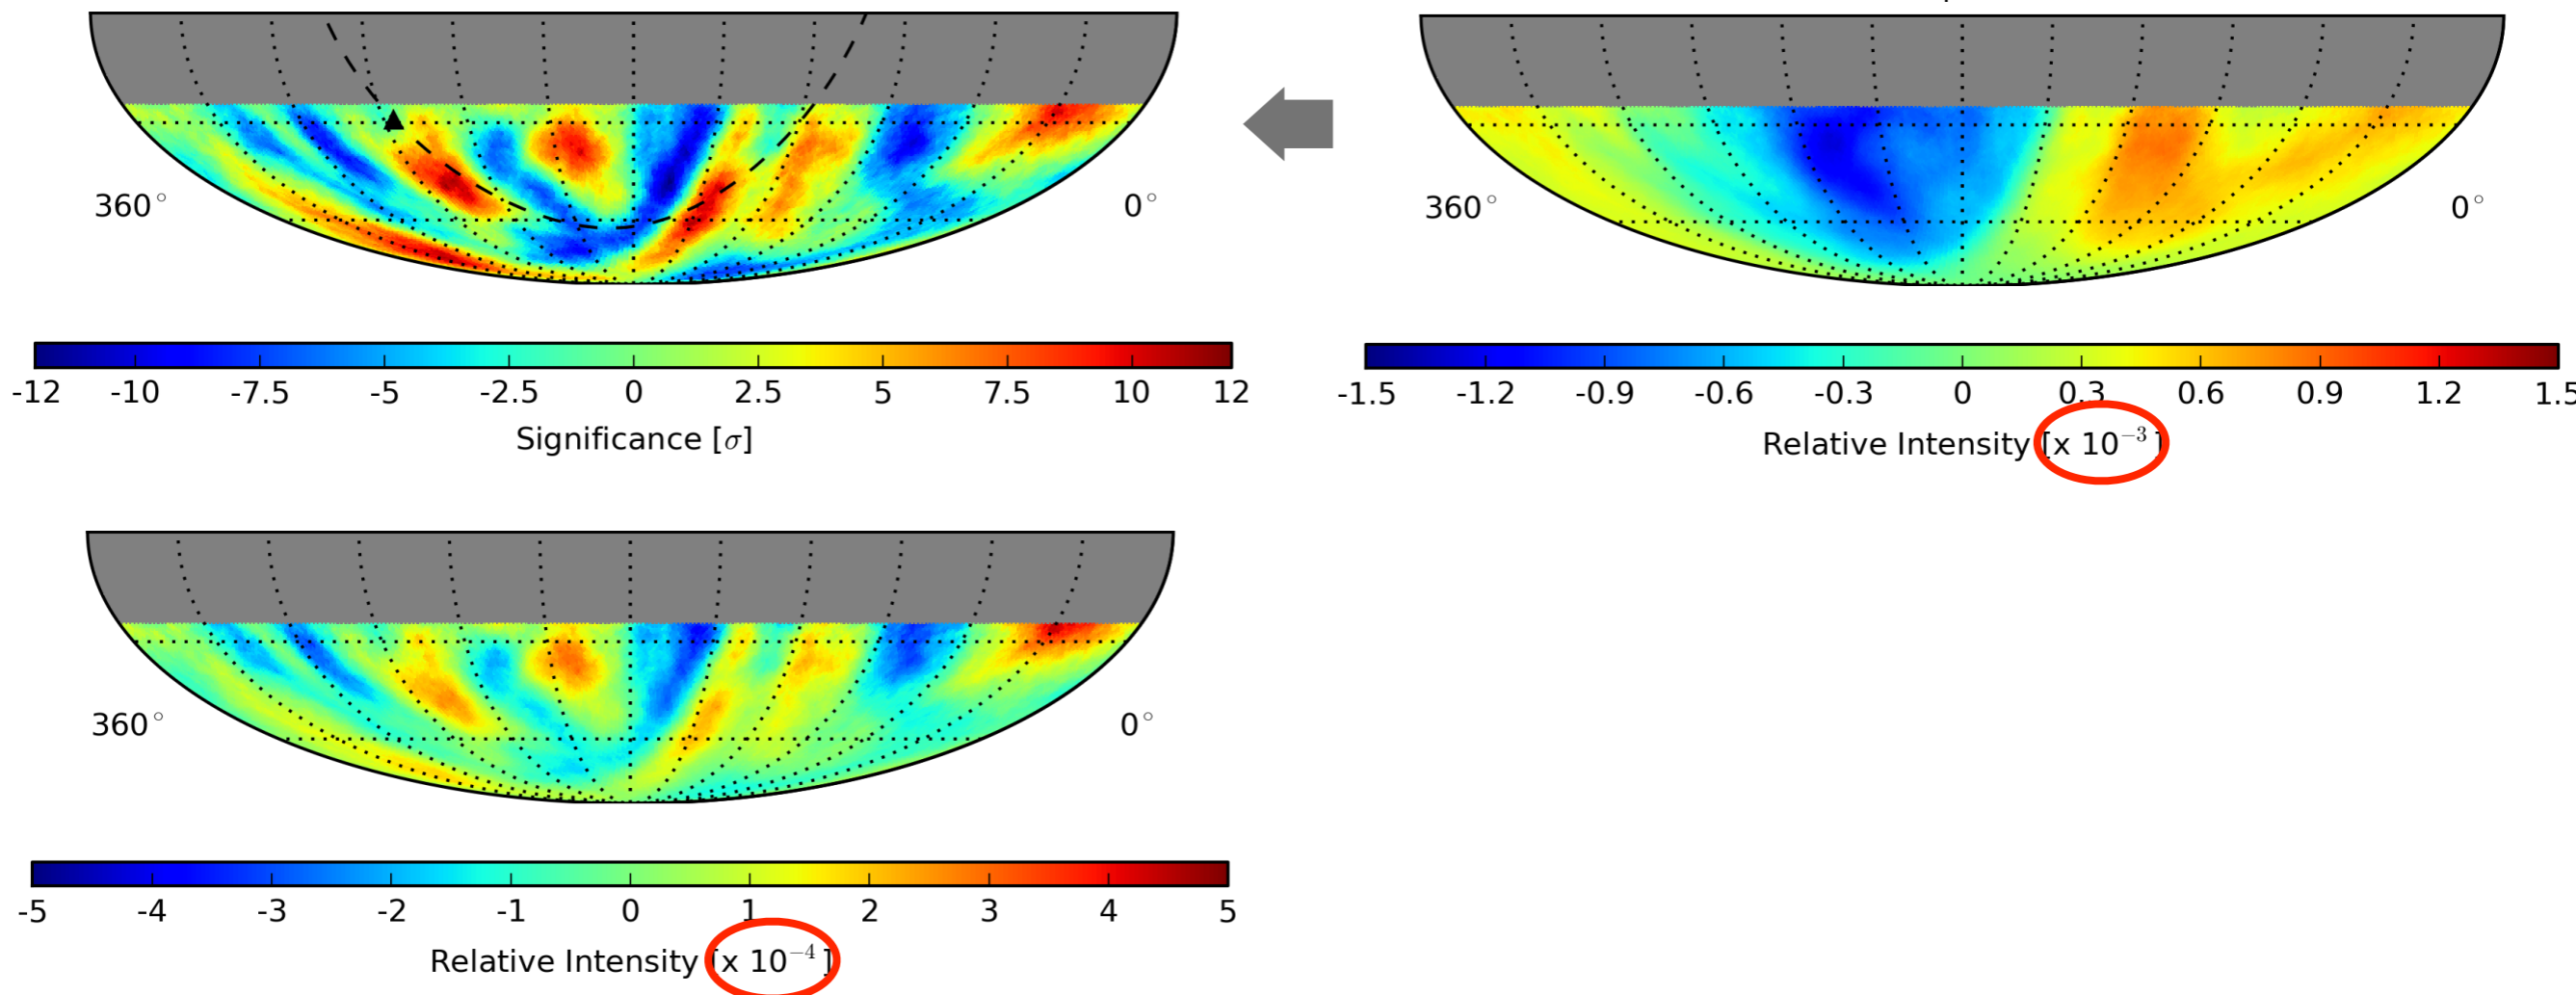 360° 0°
-12 -10 -7.5 -5 -2.5 0 2.5 5 7.5 10 12
Significance [σ]
360° 0°
-1.5 -1.2 -0.9 -0.6 -0.3 0 0.3 0.6 0.9 1.2 1.5
Relative Intensity [x 10⁻³]
360° 0°
-5 -4 -3 -2 -1 0 1 2 3 4 5
Relative Intensity [x 10⁻⁴]